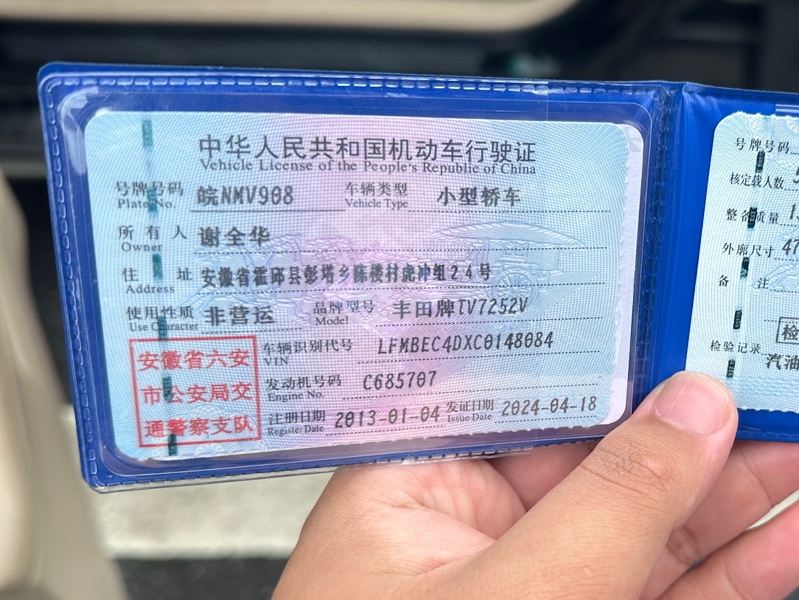 中华人民共和国机动车行驶证
Vehicle License of the People's Republic of China
号牌号码 皖NMV908 车辆类型 小型轿车
Plate No. Vehicle Type
所有人 谢全华
Owner
住址 安徽省霍邱县彭塔乡陈楼村虎冲组24号
Address
使用性质 非营运 品牌型号 丰田牌TV7252V
Use Character Model
安徽省六安
市公安局交
通警察支队
车辆识别代号 LFMBEC4DXC0148084
VIN
发动机号码 C685707
Engine No.
注册日期 2013-01-04 发证日期 2024-04-18
Register Date Issue Date
号牌号码
核定载人数
整备质量
外廓尺寸 47
备注
检
检验记录 汽油